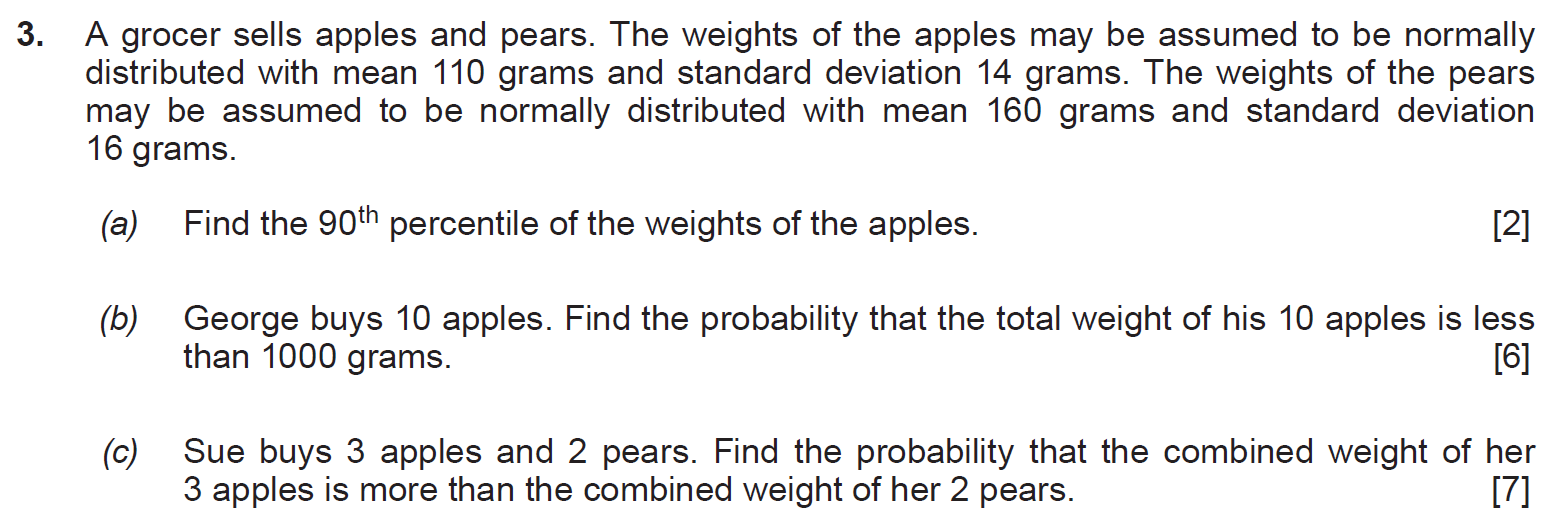 3. A grocer sells apples and pears. The weights of the apples may be assumed to be normally
distributed with mean 110 grams and standard deviation 14 grams. The weights of the pears
may be assumed to be normally distributed with mean 160 grams and standard deviation
16 grams.
(a) Find the 90th percentile of the weights of the apples. [2]
(b) George buys 10 apples. Find the probability that the total weight of his 10 apples is less
than 1000 grams. [6]
(c) Sue buys 3 apples and 2 pears. Find the probability that the combined weight of her
3 apples is more than the combined weight of her 2 pears. [7]